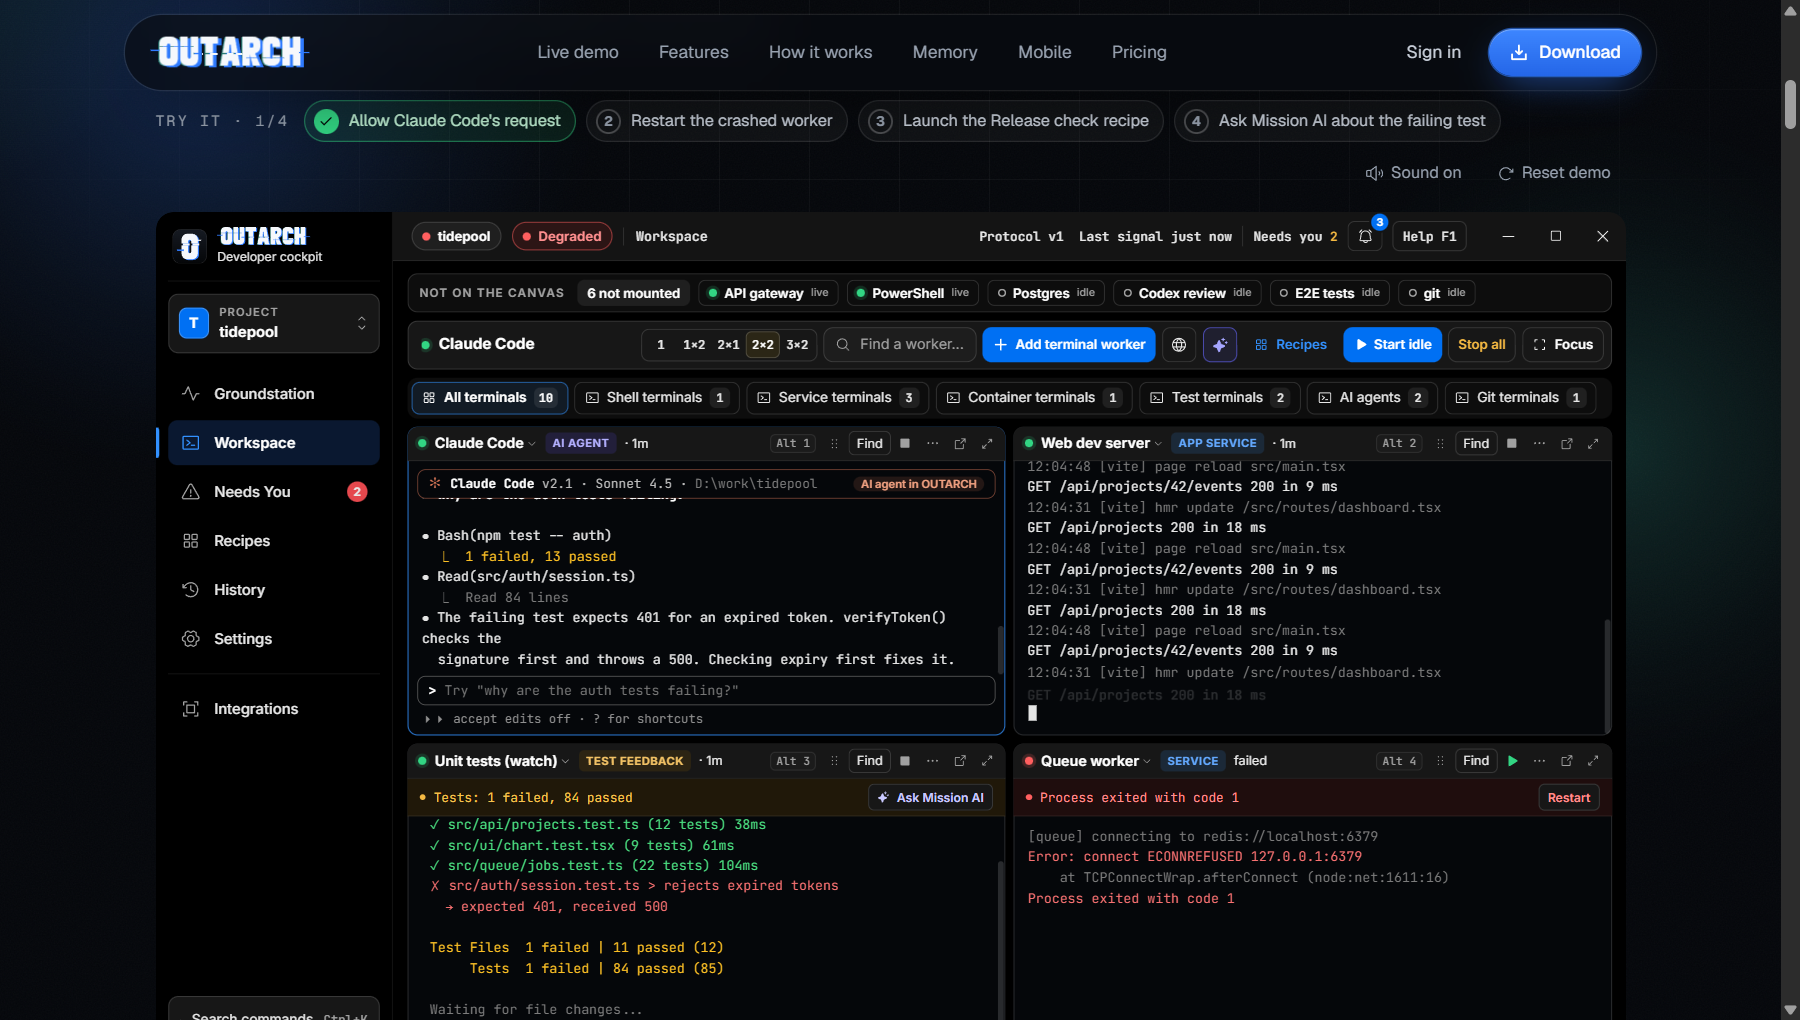 OUTARCH
Live demo
Features
How it works
Memory
Mobile
Pricing
Sign in
Download
TRY IT · 1/4
Allow Claude Code's request
2 Restart the crashed worker
3 Launch the Release check recipe
4 Ask Mission AI about the failing test
Sound on
Reset demo
OUTARCH
Developer cockpit
tidepool
Degraded
Workspace
Protocol v1
Last signal just now
Needs you 2
3
Help F1
T
PROJECT
tidepool
Groundstation
Workspace
Needs You 2
Recipes
History
Settings
Integrations
Search commands Ctrl+K
NOT ON THE CANVAS
6 not mounted
API gateway live
PowerShell live
Postgres idle
Codex review idle
E2E tests idle
git idle
Claude Code
1 1×2 2×1 2×2 3×2
Find a worker...
+ Add terminal worker
Recipes
Start idle
Stop all
Focus
All terminals 10
Shell terminals 1
Service terminals 3
Container terminals 1
Test terminals 2
AI agents 2
Git terminals 1
Claude Code AI AGENT · 1m Alt 1 Find
Claude Code v2.1 · Sonnet 4.5 · D:\work\tidepool AI agent in OUTARCH
why are the auth tests failing?
● Bash(npm test -- auth)
⎿ 1 failed, 13 passed
● Read(src/auth/session.ts)
⎿ Read 84 lines
● The failing test expects 401 for an expired token. verifyToken()
checks the
signature first and throws a 500. Checking expiry first fixes it.
> Try "why are the auth tests failing?"
accept edits off · ? for shortcuts
Web dev server APP SERVICE · 1m Alt 2 Find
12:04:48 [vite] page reload src/main.tsx
GET /api/projects/42/events 200 in 9 ms
12:04:31 [vite] hmr update /src/routes/dashboard.tsx
GET /api/projects 200 in 18 ms
12:04:48 [vite] page reload src/main.tsx
GET /api/projects/42/events 200 in 9 ms
12:04:31 [vite] hmr update /src/routes/dashboard.tsx
GET /api/projects 200 in 18 ms
12:04:48 [vite] page reload src/main.tsx
GET /api/projects/42/events 200 in 9 ms
12:04:31 [vite] hmr update /src/routes/dashboard.tsx
GET /api/projects 200 in 18 ms
Unit tests (watch) TEST FEEDBACK · 1m Alt 3 Find
Tests: 1 failed, 84 passed
Ask Mission AI
✓ src/api/projects.test.ts (12 tests) 38ms
✓ src/ui/chart.test.tsx (9 tests) 61ms
✓ src/queue/jobs.test.ts (22 tests) 104ms
✗ src/auth/session.test.ts > rejects expired tokens
→ expected 401, received 500
Test Files 1 failed | 11 passed (12)
Tests 1 failed | 84 passed (85)
Waiting for file changes...
Queue worker SERVICE failed Alt 4 Find
Process exited with code 1
Restart
[queue] connecting to redis://localhost:6379
Error: connect ECONNREFUSED 127.0.0.1:6379
at TCPConnectWrap.afterConnect (node:net:1611:16)
Process exited with code 1